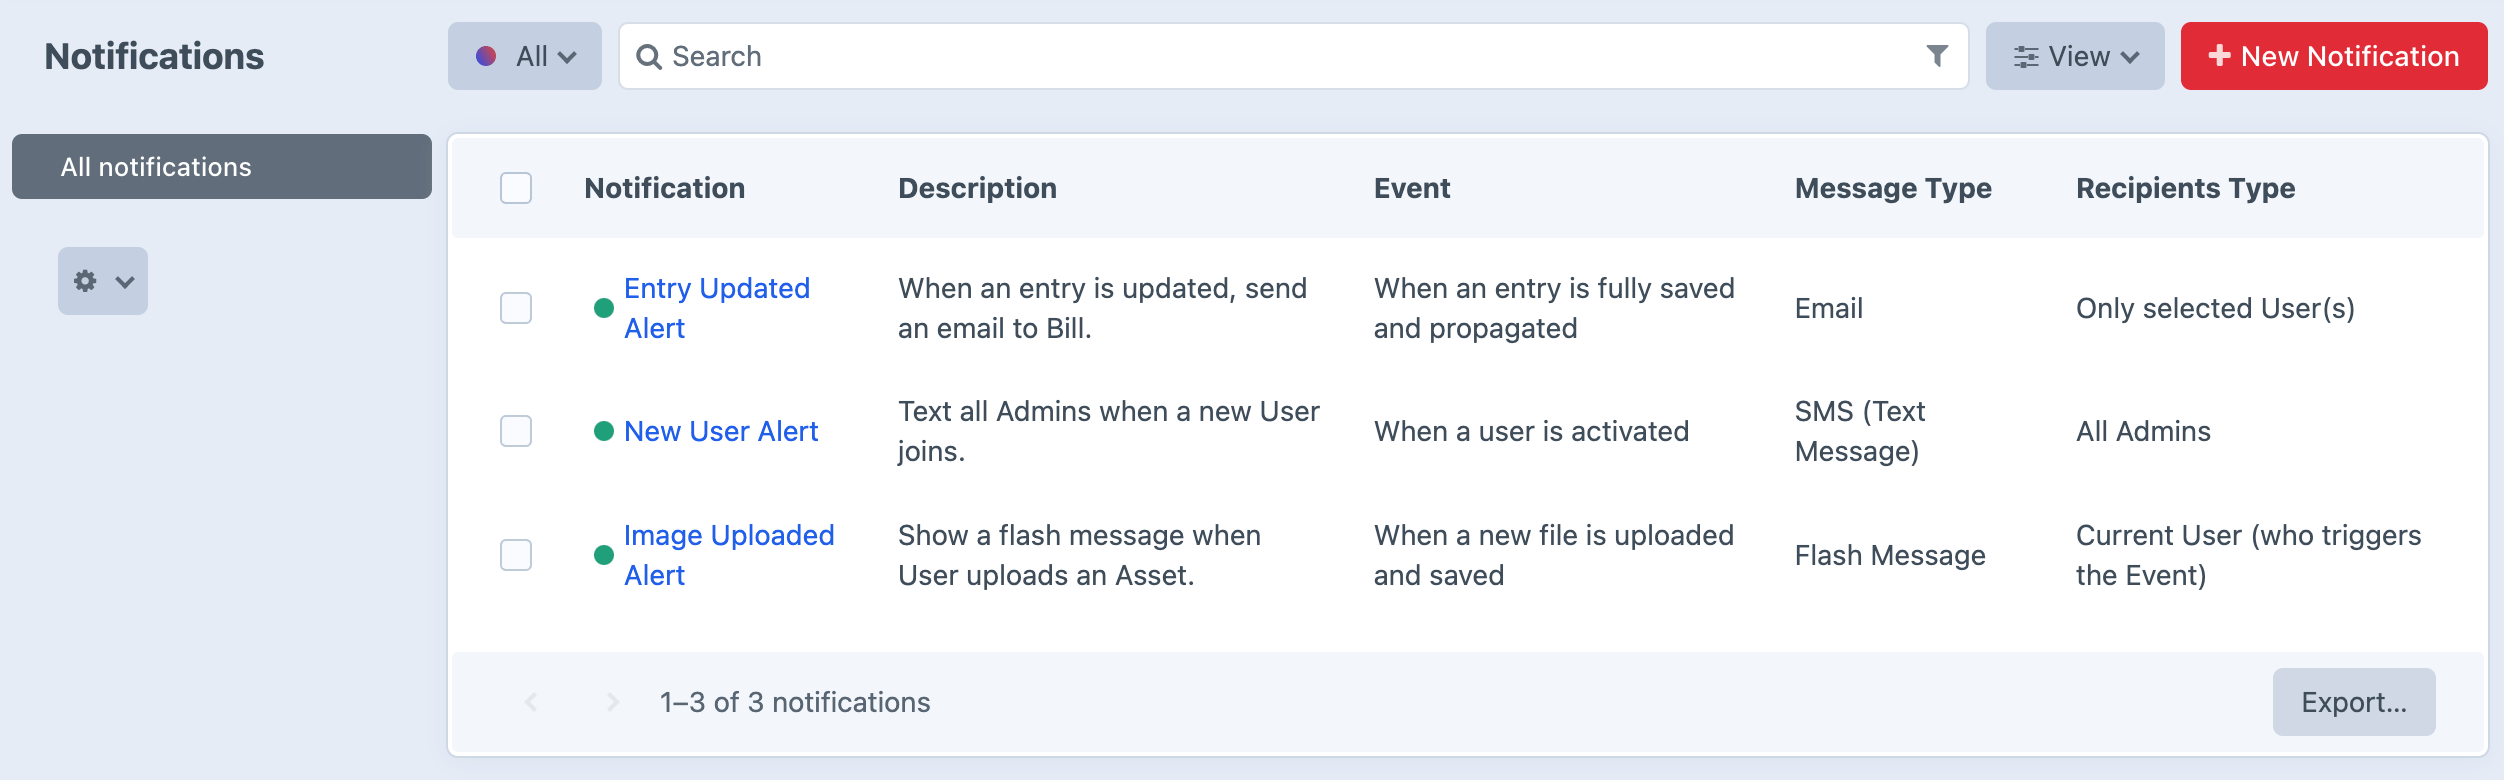 Notifications
All
Search
View
New Notification
All notifications
Notification Description Event Message Type Recipients Type
Entry Updated
Alert
When an entry is updated, send
an email to Bill.
When an entry is fully saved
and propagated
Email
Only selected User(s)
New User Alert
Text all Admins when a new User
joins.
When a user is activated
SMS (Text
Message)
All Admins
Image Uploaded
Alert
Show a flash message when
User uploads an Asset.
When a new file is uploaded
and saved
Flash Message
Current User (who triggers
the Event)
1–3 of 3 notifications
Export...